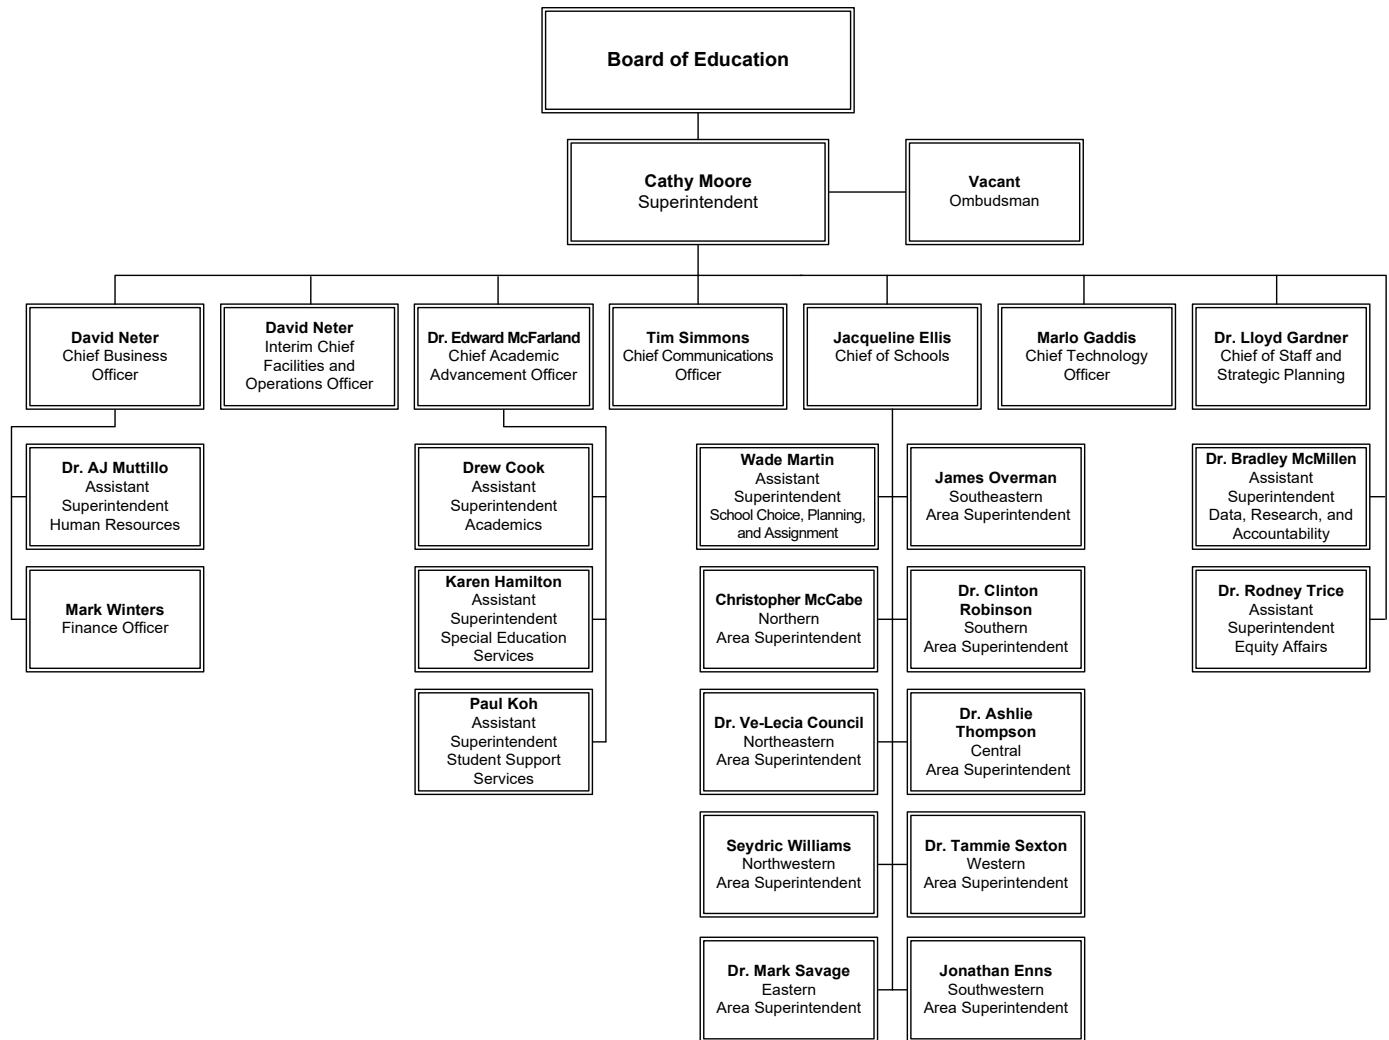 Board of Education
Cathy Moore
Superintendent
Vacant
Ombudsman
David Neter
Chief Business
Officer
David Neter
Interim Chief
Facilities and
Operations Officer
Dr. Edward McFarland
Chief Academic
Advancement Officer
Tim Simmons
Chief Communications
Officer
Jacqueline Ellis
Chief of Schools
Marlo Gaddis
Chief Technology
Officer
Dr. Lloyd Gardner
Chief of Staff and
Strategic Planning
Dr. AJ Muttillo
Assistant
Superintendent
Human Resources
Drew Cook
Assistant
Superintendent
Academics
Wade Martin
Assistant
Superintendent
School Choice, Planning,
and Assignment
James Overman
Southeastern
Area Superintendent
Dr. Bradley McMillen
Assistant
Superintendent
Data, Research, and
Accountability
Mark Winters
Finance Officer
Karen Hamilton
Assistant
Superintendent
Special Education
Services
Christopher McCabe
Northern
Area Superintendent
Dr. Clinton
Robinson
Southern
Area Superintendent
Dr. Rodney Trice
Assistant
Superintendent
Equity Affairs
Paul Koh
Assistant
Superintendent
Student Support
Services
Dr. Ve-Lecia Council
Northeastern
Area Superintendent
Dr. Ashlie
Thompson
Central
Area Superintendent
Seydric Williams
Northwestern
Area Superintendent
Dr. Tammie Sexton
Western
Area Superintendent
Dr. Mark Savage
Eastern
Area Superintendent
Jonathan Enns
Southwestern
Area Superintendent